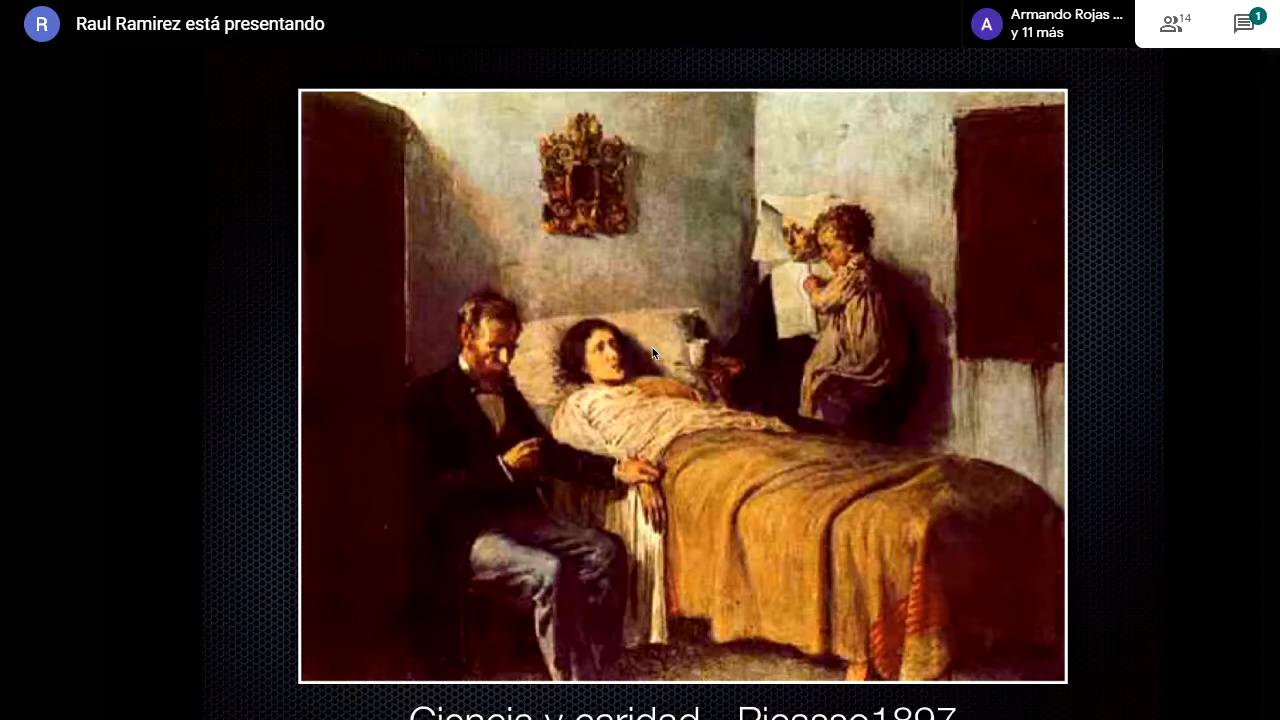 R
Raul Ramirez está presentando
A
Armando Rojas ...
y 11 más
14
1
Ciencia y caridad - Picasso1897